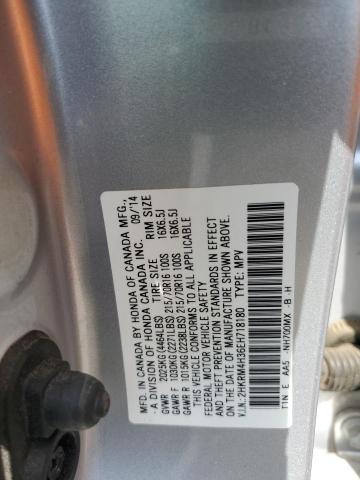 MFD. IN CANADA BY HONDA OF CANADA MFG.,
- A DIVISION OF HONDA CANADA INC. 09/14
TIRE SIZE RIM SIZE
GVWR 2025KG (4464LBS)
GAWR F 1030KG (2271LBS) 215/70R16 100S 16X6.5J
GAWR R 1015KG (2238LBS) 215/70R16 100S 16X6.5J
THIS VEHICLE CONFORMS TO ALL APPLICABLE
FEDERAL MOTOR VEHICLE SAFETY
AND THEFT PREVENTION STANDARDS IN EFFECT
ON THE DATE OF MANUFACTURE SHOWN ABOVE.
V.I.N.: 2HKRM4H36EH718180 TYPE: MPV
T1N E AA5 -NH700MX -B -H